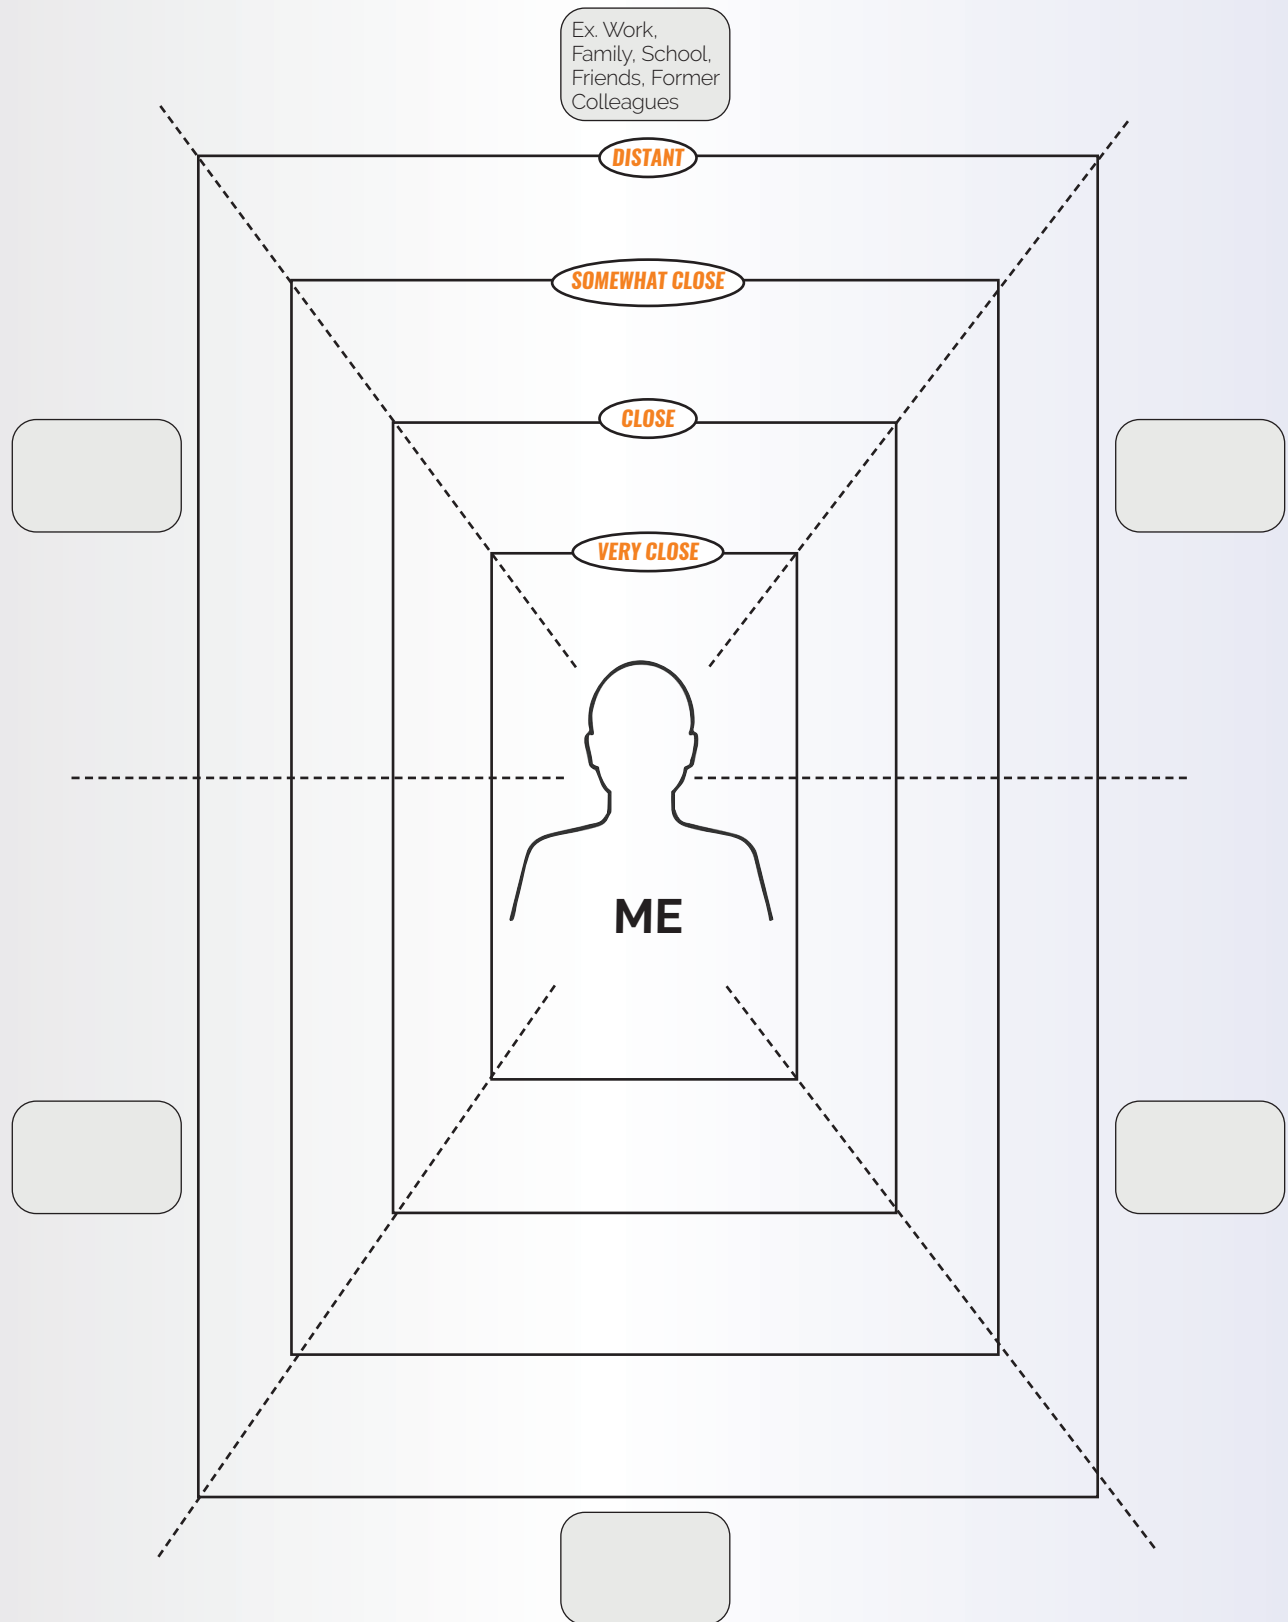 Ex. Work,
Family, School,
Friends, Former
Colleagues
DISTANT
SOMEWHAT CLOSE
CLOSE
VERY CLOSE
ME